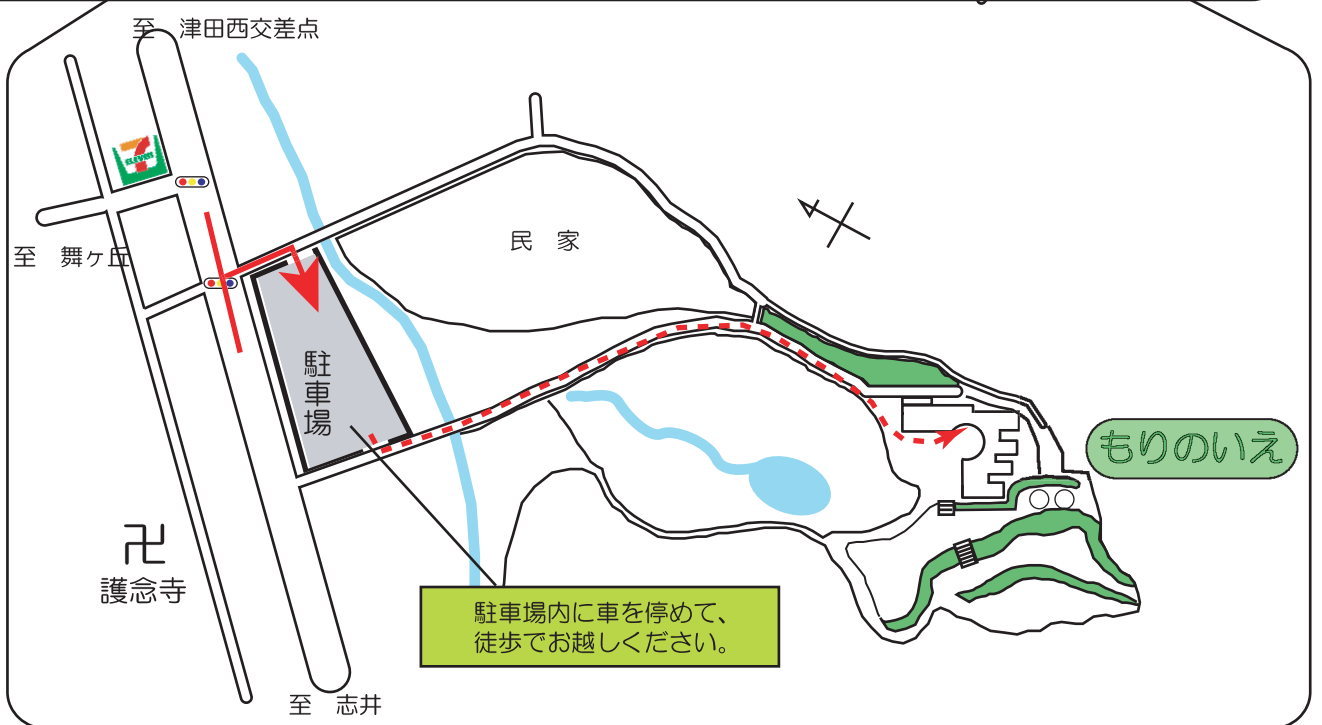 至　津田西交差点
7
ELEVEN
至　舞ヶ丘
民　家
駐車場
もりのいえ
卍
護念寺
駐車場内に車を停めて、
徒歩でお越しください。
至　志井